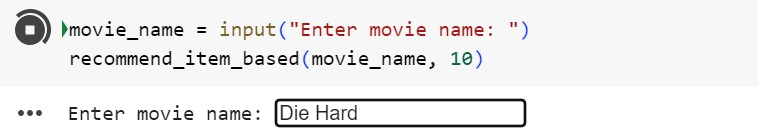 movie_name = input("Enter movie name: ")
recommend_item_based(movie_name, 10)
Enter movie name: Die Hard